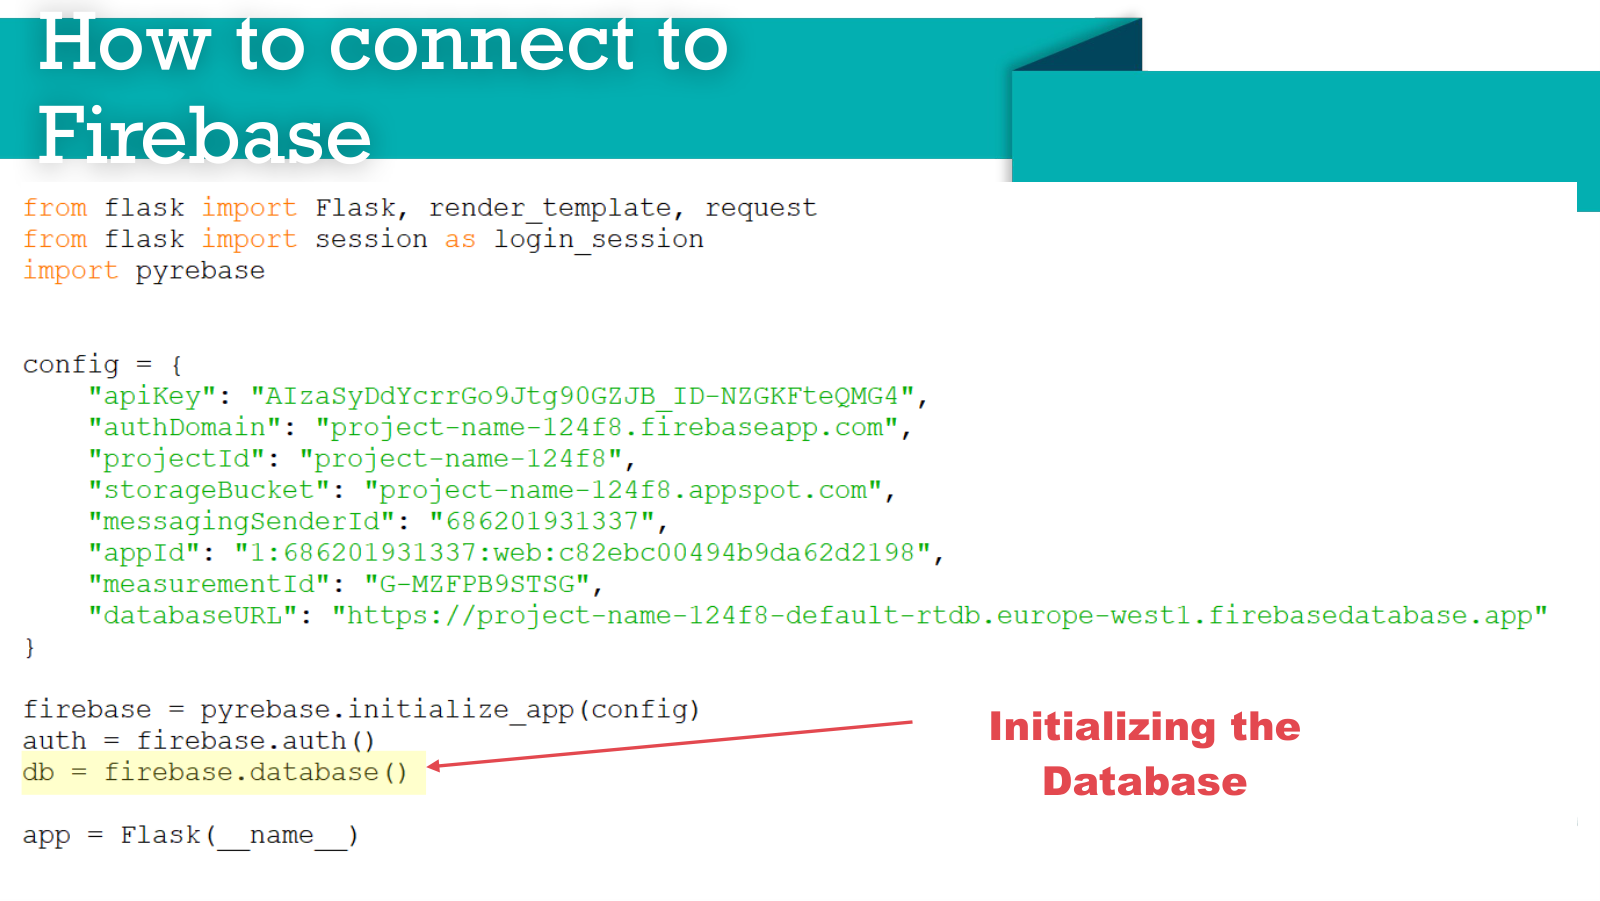 How to connect to
Firebase
from flask import Flask, render_template, request
from flask import session as login_session
import pyrebase
config = {
    "apiKey": "AIzaSyDdYcrrGo9Jtg90GZJB_ID-NZGKFteQMG4",
    "authDomain": "project-name-124f8.firebaseapp.com",
    "projectId": "project-name-124f8",
    "storageBucket": "project-name-124f8.appspot.com",
    "messagingSenderId": "686201931337",
    "appId": "1:686201931337:web:c82ebc00494b9da62d2198",
    "measurementId": "G-MZFPB9STSG",
    "databaseURL": "https://project-name-124f8-default-rtdb.europe-west1.firebasedatabase.app"
}
firebase = pyrebase.initialize_app(config)
auth = firebase.auth()
db = firebase.database()
Initializing the
Database
app = Flask(__name__)